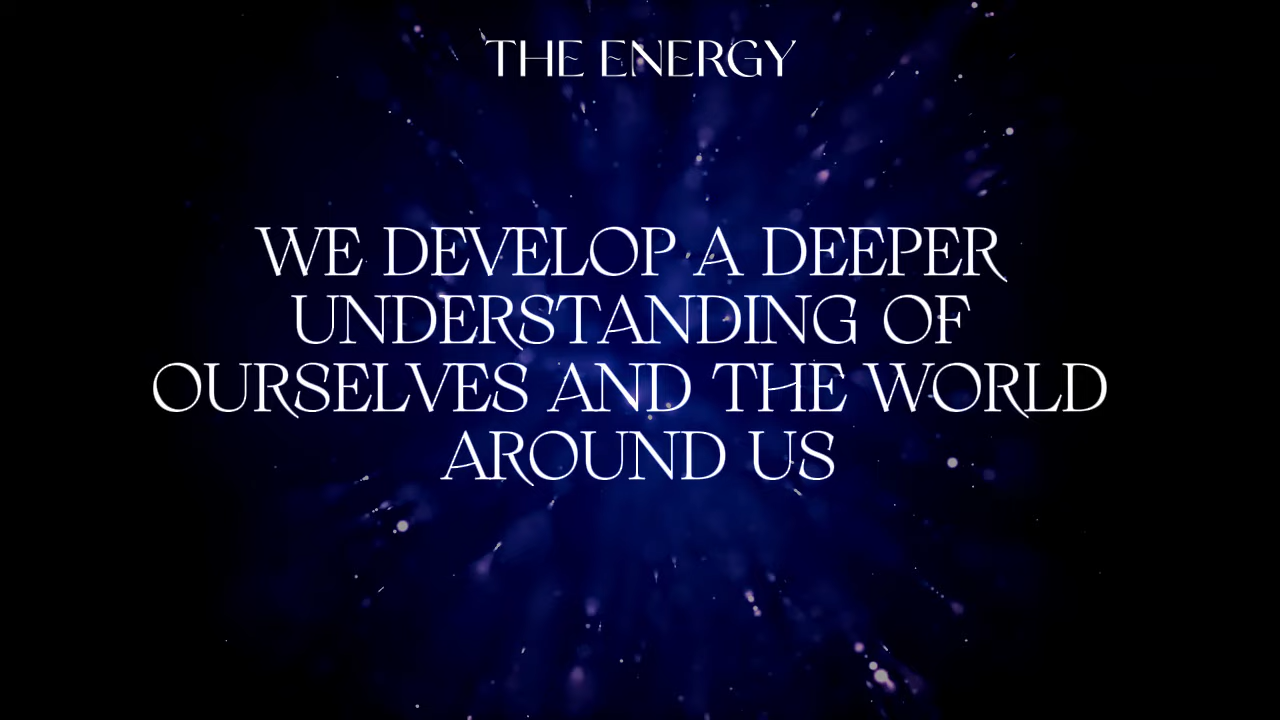 THE ENERGY
WE DEVELOP A DEEPER
UNDERSTANDING OF
OURSELVES AND THE WORLD
AROUND US